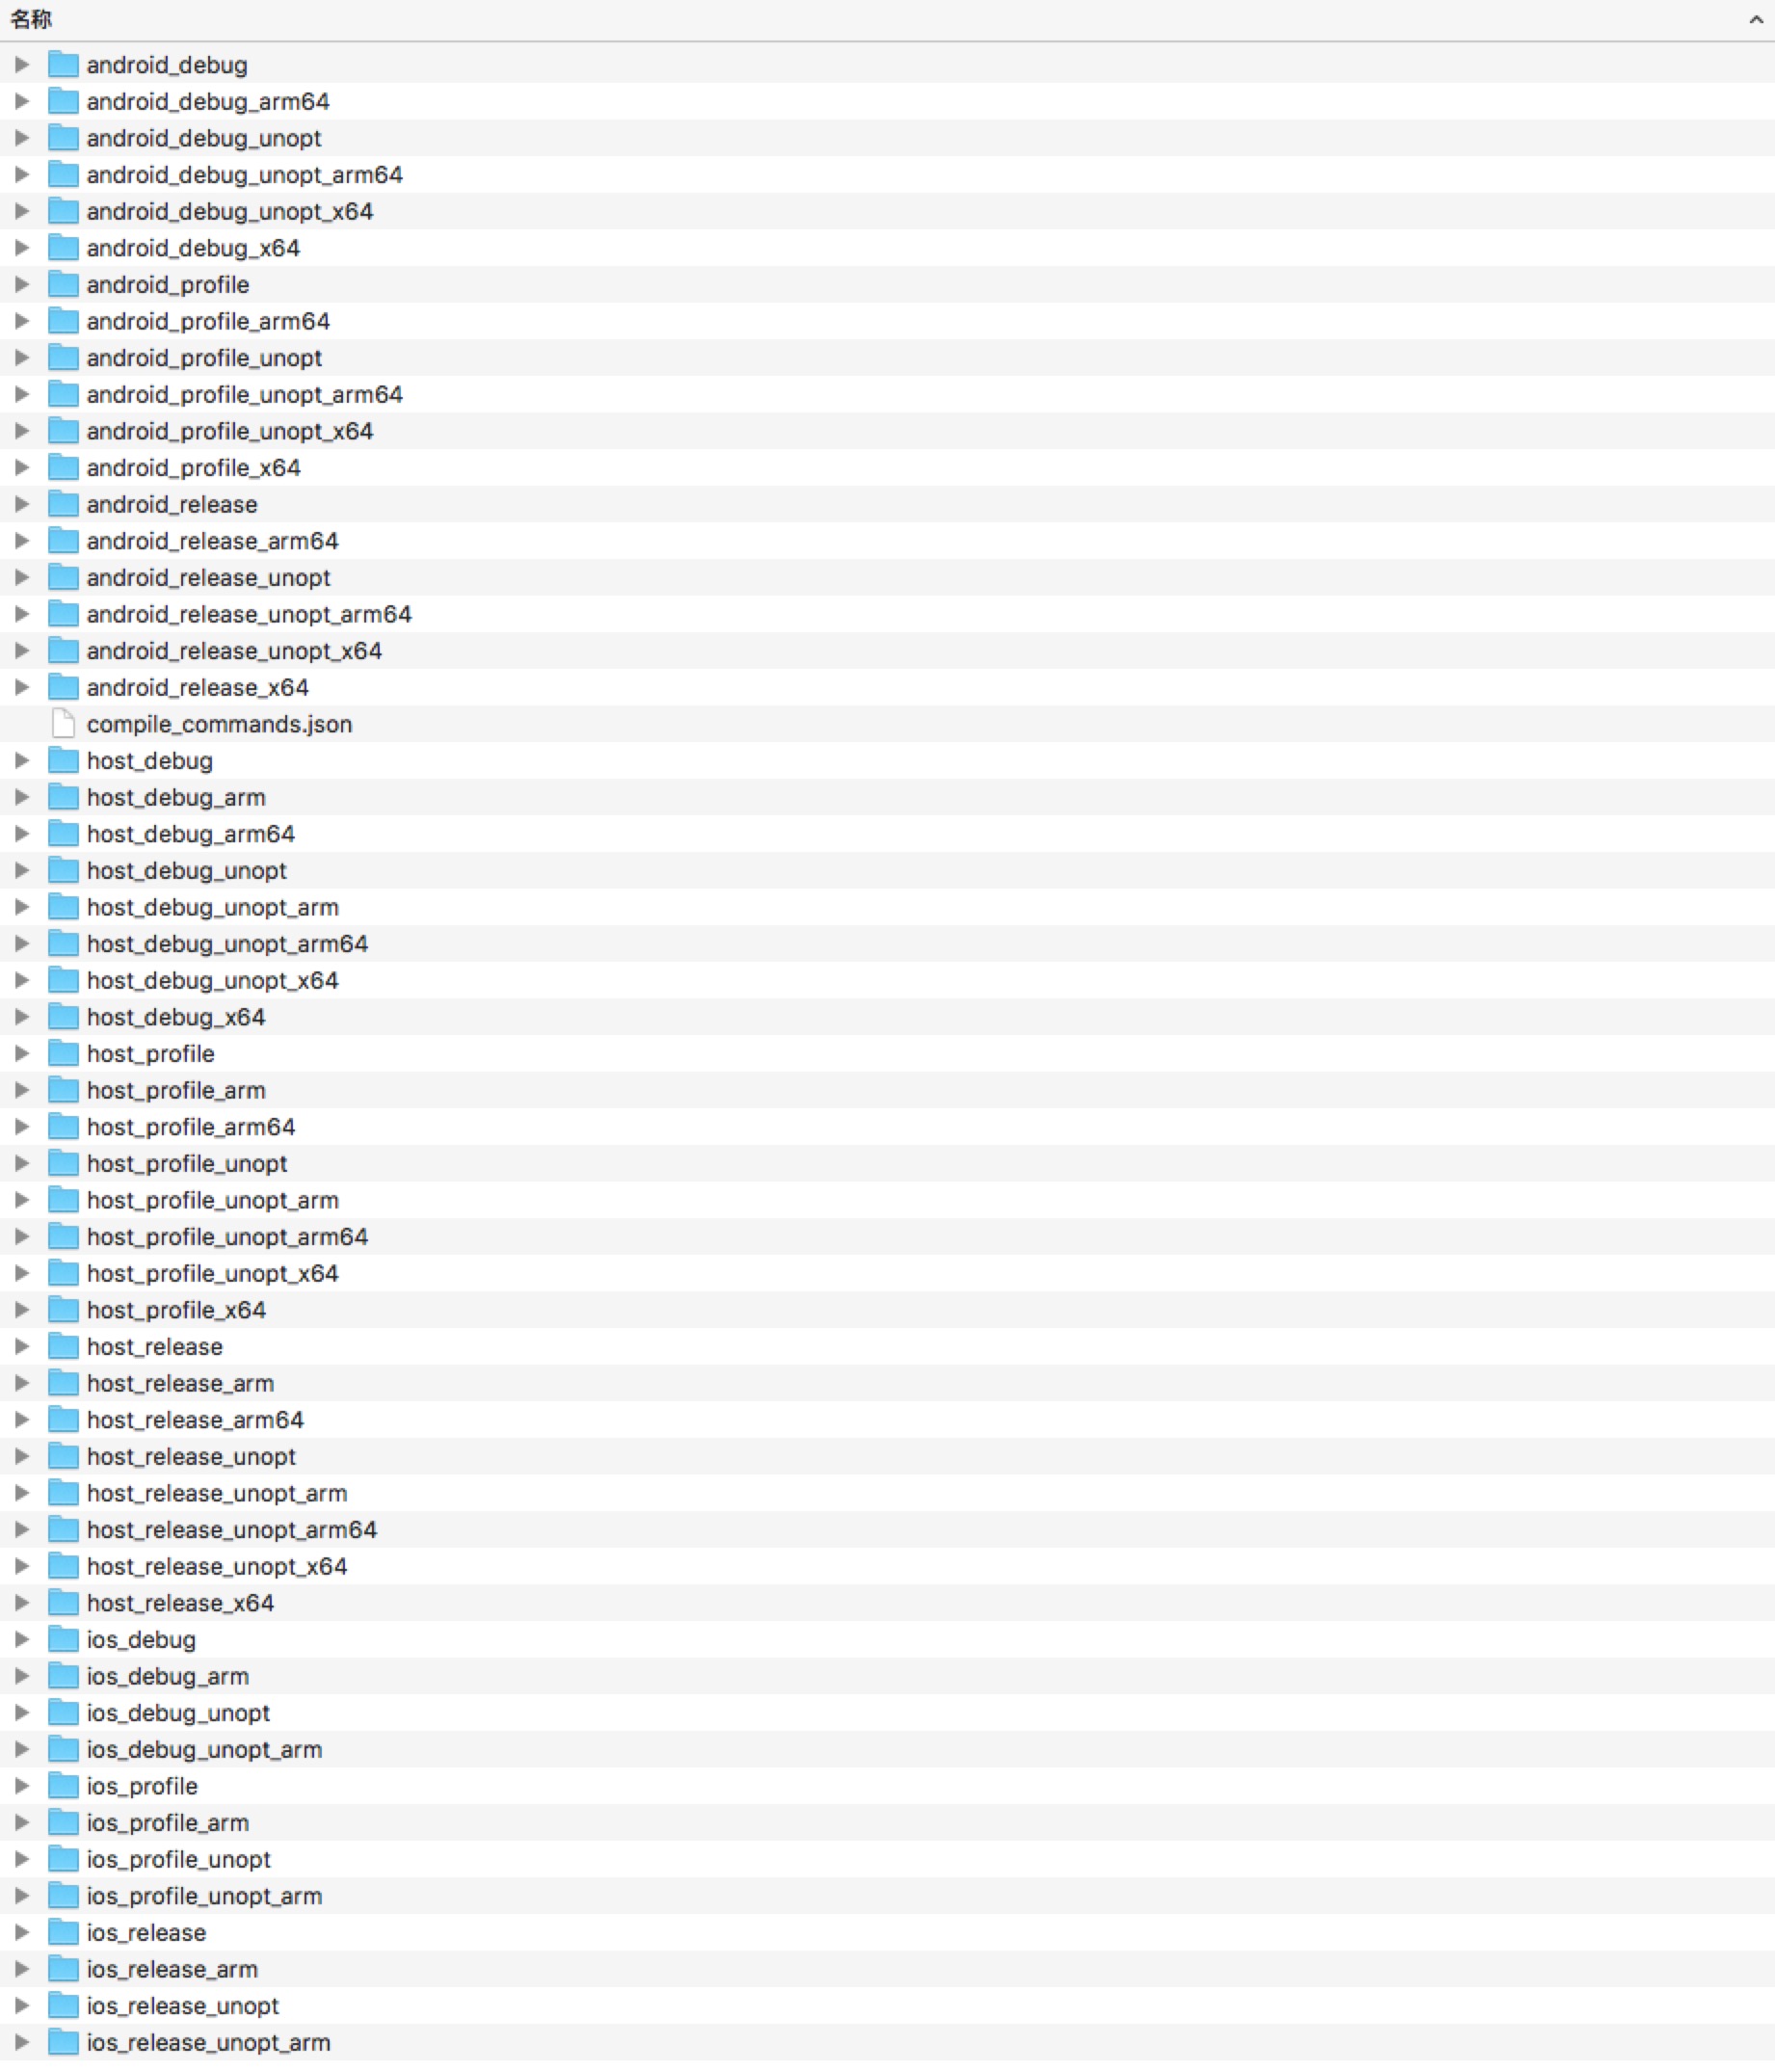 名称
android_debug
android_debug_arm64
android_debug_unopt
android_debug_unopt_arm64
android_debug_unopt_x64
android_debug_x64
android_profile
android_profile_arm64
android_profile_unopt
android_profile_unopt_arm64
android_profile_unopt_x64
android_profile_x64
android_release
android_release_arm64
android_release_unopt
android_release_unopt_arm64
android_release_unopt_x64
android_release_x64
compile_commands.json
host_debug
host_debug_arm
host_debug_arm64
host_debug_unopt
host_debug_unopt_arm
host_debug_unopt_arm64
host_debug_unopt_x64
host_debug_x64
host_profile
host_profile_arm
host_profile_arm64
host_profile_unopt
host_profile_unopt_arm
host_profile_unopt_arm64
host_profile_unopt_x64
host_profile_x64
host_release
host_release_arm
host_release_arm64
host_release_unopt
host_release_unopt_arm
host_release_unopt_arm64
host_release_unopt_x64
host_release_x64
ios_debug
ios_debug_arm
ios_debug_unopt
ios_debug_unopt_arm
ios_profile
ios_profile_arm
ios_profile_unopt
ios_profile_unopt_arm
ios_release
ios_release_arm
ios_release_unopt
ios_release_unopt_arm